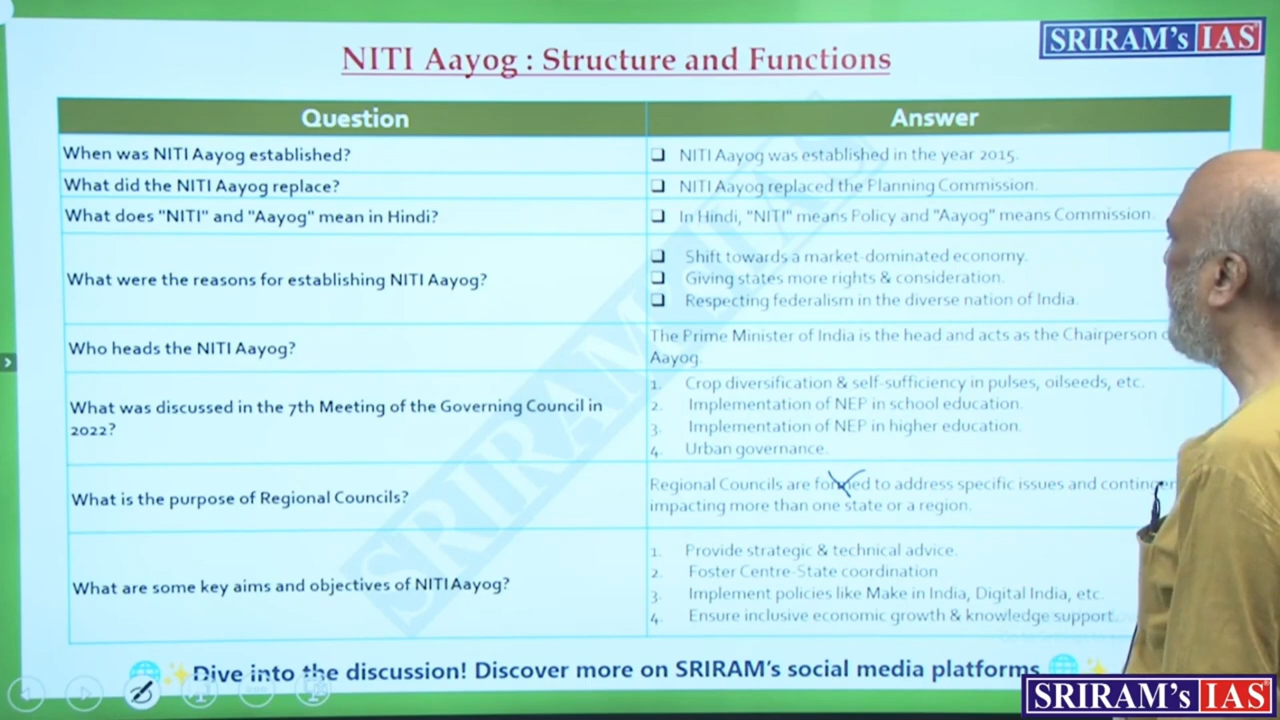 SRIRAM's IAS
NITI Aayog : Structure and Functions
Question
Answer
When was NITI Aayog established?
❑ NITI Aayog was established in the year 2015.
What did the NITI Aayog replace?
❑ NITI Aayog replaced the Planning Commission.
What does "NITI" and "Aayog" mean in Hindi?
❑ In Hindi, "NITI" means Policy and "Aayog" means Commission.
What were the reasons for establishing NITI Aayog?
❑ Shift towards a market-dominated economy.
❑ Giving states more rights & consideration.
❑ Respecting federalism in the diverse nation of India.
Who heads the NITI Aayog?
The Prime Minister of India is the head and acts as the Chairperson
Aayog.
What was discussed in the 7th Meeting of the Governing Council in
2022?
1. Crop diversification & self-sufficiency in pulses, oilseeds, etc.
2. Implementation of NEP in school education.
3. Implementation of NEP in higher education.
4. Urban governance.
What is the purpose of Regional Councils?
Regional Councils are formed to address specific issues and
impacting more than one state or a region.
What are some key aims and objectives of NITI Aayog?
1. Provide strategic & technical advice.
2. Foster Centre-State coordination
3. Implement policies like Make in India, Digital India, etc.
4. Ensure inclusive economic growth & knowledge support.
Dive into the discussion! Discover more on SRIRAM's social media platforms
SRIRAM's IAS
SRIRAM'S IAS